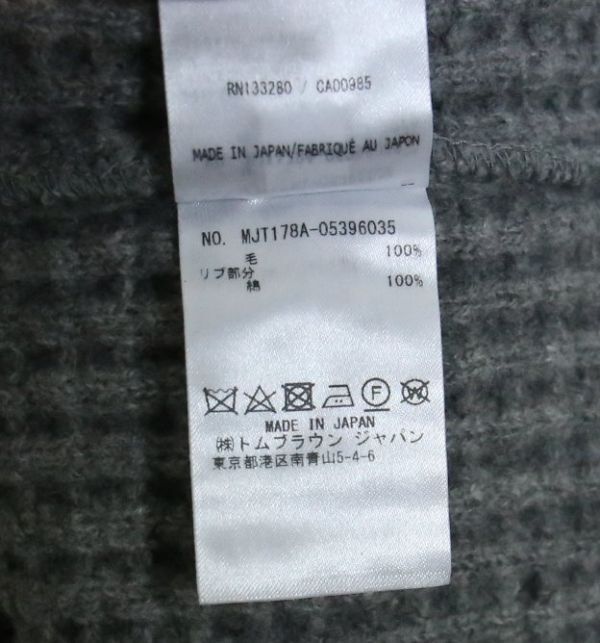 RN133280 / CA00985
MADE IN JAPAN/FABRIQUÉ AU JAPON
NO. MJT178A-05396035
毛 100%
リブ部分
綿 100%
MADE IN JAPAN
㈱トムブラウン ジャパン
東京都港区南青山5-4-6